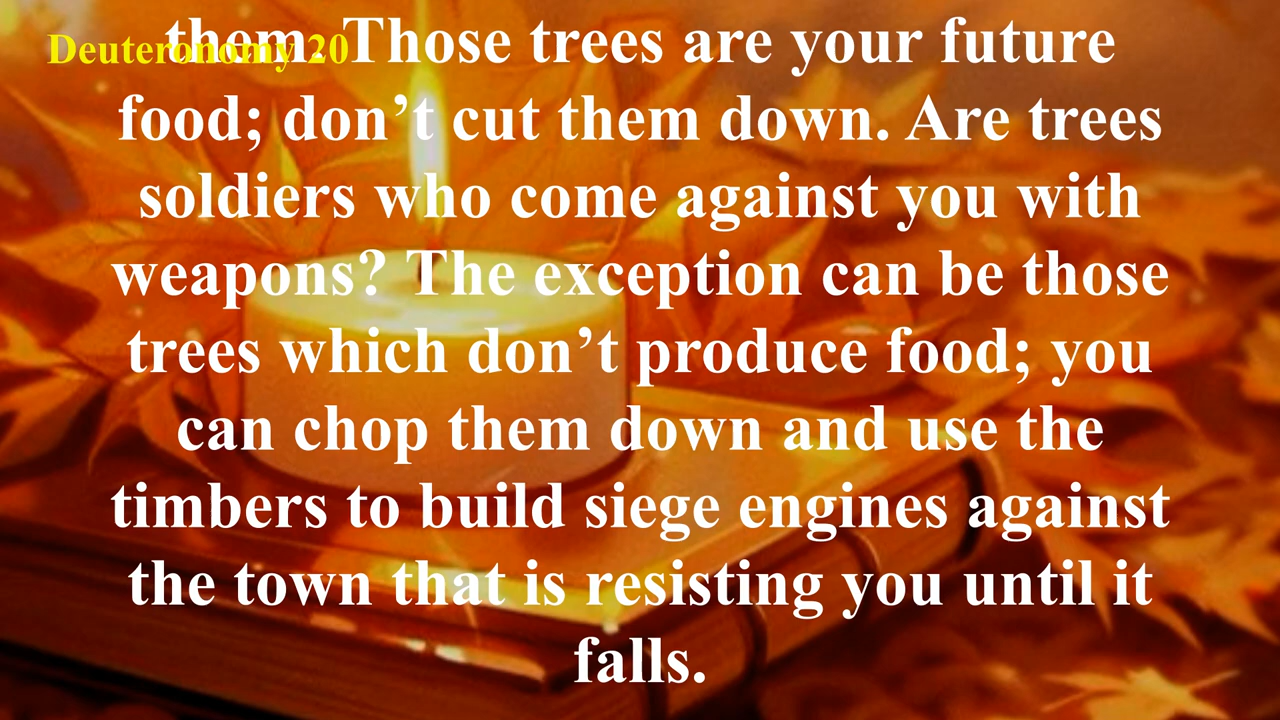 Deuteronomy 20
them. Those trees are your future
food; don’t cut them down. Are trees
soldiers who come against you with
weapons? The exception can be those
trees which don’t produce food; you
can chop them down and use the
timbers to build siege engines against
the town that is resisting you until it
falls.